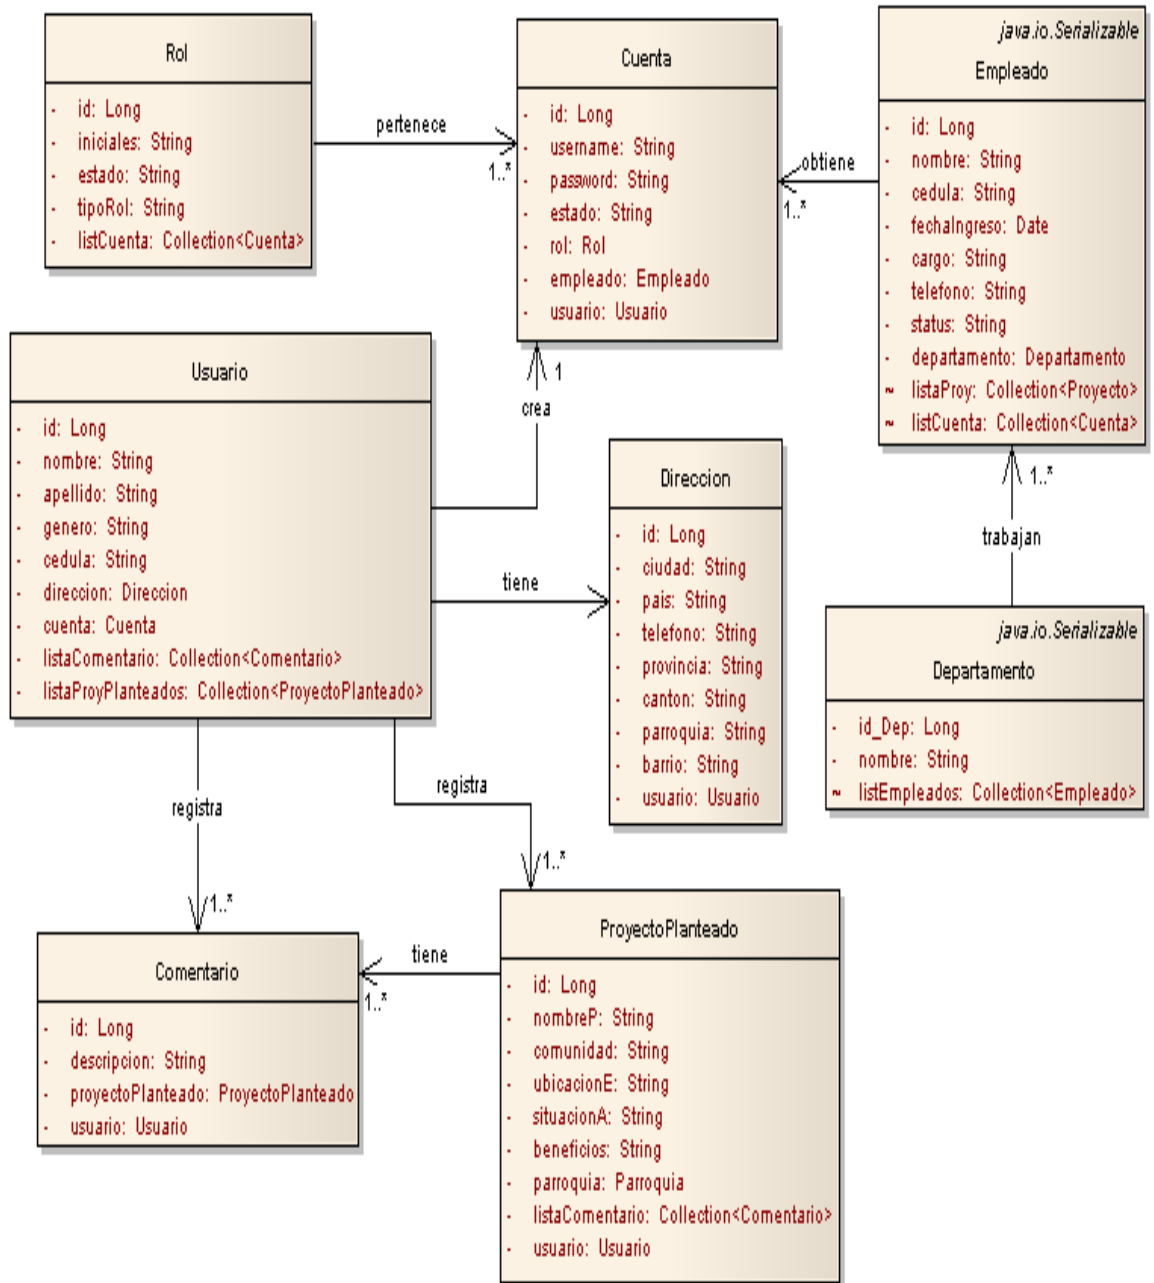 Rol
- id: Long
- iniciales: String
- estado: String
- tipoRol: String
- listCuenta: Collection<Cuenta>
pertenece
1..*
Cuenta
- id: Long
- username: String
- password: String
- estado: String
- rol: Rol
- empleado: Empleado
- usuario: Usuario
obtiene
1..*
java.io.Serializable
Empleado
- id: Long
- nombre: String
- cedula: String
- fechaIngreso: Date
- cargo: String
- telefono: String
- status: String
- departamento: Departamento
~ listaProy: Collection<Proyecto>
~ listCuenta: Collection<Cuenta>
Usuario
- id: Long
- nombre: String
- apellido: String
- genero: String
- cedula: String
- direccion: Direccion
- cuenta: Cuenta
- listaComentario: Collection<Comentario>
- listaProyPlanteados: Collection<ProyectoPlanteado>
1
crea
tiene
Direccion
- id: Long
- ciudad: String
- pais: String
- telefono: String
- provincia: String
- canton: String
- parroquia: String
- barrio: String
- usuario: Usuario
1..*
trabajan
java.io.Serializable
Departamento
- id_Dep: Long
- nombre: String
~ listEmpleados: Collection<Empleado>
registra
1..*
registra
1..*
Comentario
- id: Long
- descripcion: String
- proyectoPlanteado: ProyectoPlanteado
- usuario: Usuario
tiene
1..*
ProyectoPlanteado
- id: Long
- nombreP: String
- comunidad: String
- ubicacionE: String
- situacionA: String
- beneficios: String
- parroquia: Parroquia
- listaComentario: Collection<Comentario>
- usuario: Usuario